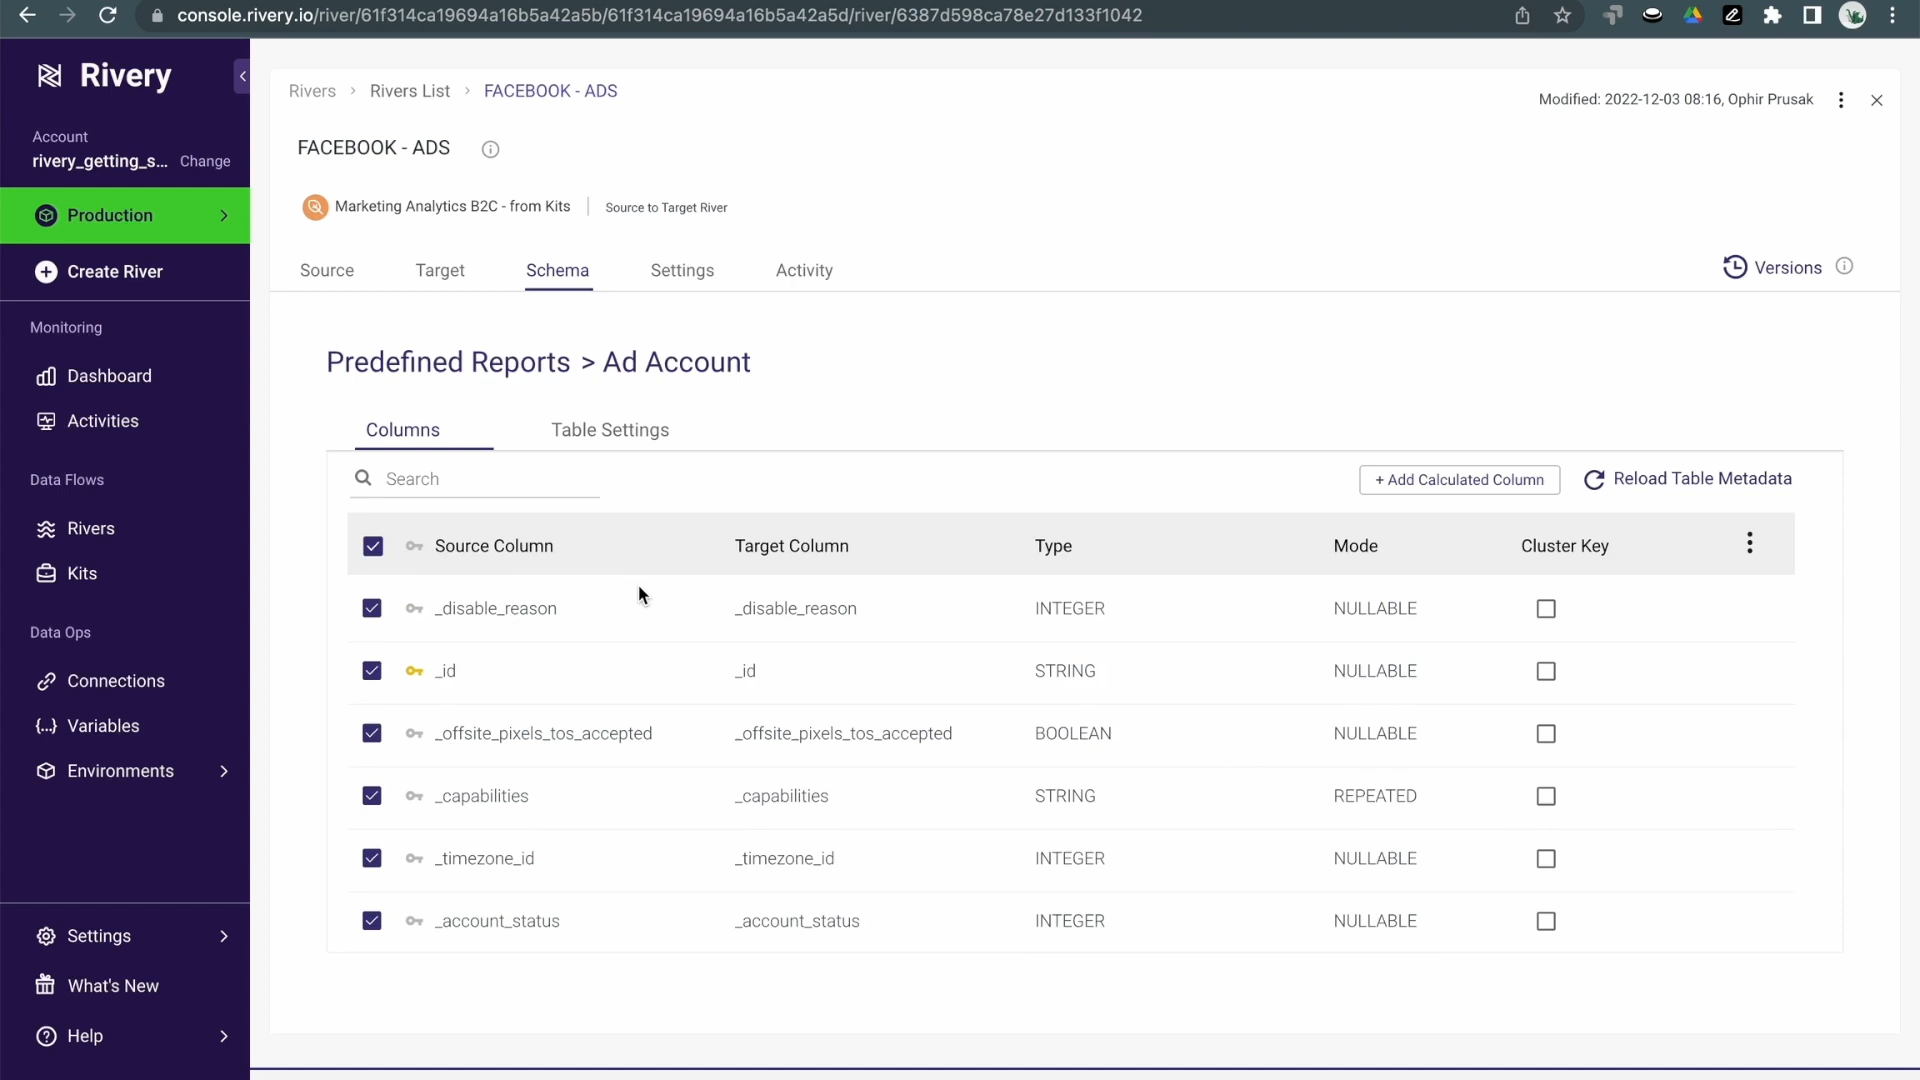 console.rivery.io/river/61f314ca19694a16b5a42a5b/61f314ca19694a16b5a42a5d/river/6387d598ca78e27d133f1042
Rivery
Account
rivery_getting_s... Change
Production
Create River
Monitoring
Dashboard
Activities
Data Flows
Rivers
Kits
Data Ops
Connections
{...} Variables
Environments
Settings
What's New
Help
Rivers > Rivers List > FACEBOOK - ADS
Modified: 2022-12-03 08:16, Ophir Prusak
FACEBOOK - ADS
Marketing Analytics B2C - from Kits | Source to Target River
Source Target Schema Settings Activity
Versions
Predefined Reports > Ad Account
Columns Table Settings
Search
+ Add Calculated Column Reload Table Metadata
Source Column Target Column Type Mode Cluster Key
_disable_reason _disable_reason INTEGER NULLABLE
_id _id STRING NULLABLE
_offsite_pixels_tos_accepted _offsite_pixels_tos_accepted BOOLEAN NULLABLE
_capabilities _capabilities STRING REPEATED
_timezone_id _timezone_id INTEGER NULLABLE
_account_status _account_status INTEGER NULLABLE